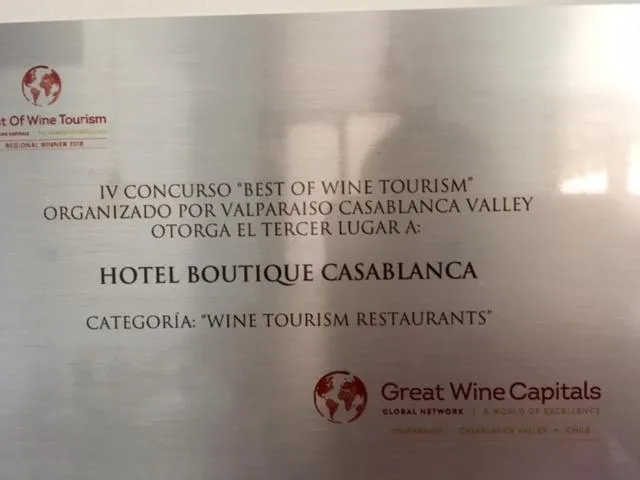 t Of Wine Tourism
REGIONAL WINNER 2018
IV CONCURSO "BEST OF WINE TOURISM"
ORGANIZADO POR VALPARAISO CASABLANCA VALLEY
OTORGA EL TERCER LUGAR A:
HOTEL BOUTIQUE CASABLANCA
CATEGORÍA: "WINE TOURISM RESTAURANTS"
Great Wine Capitals
GLOBAL NETWORK | A WORLD OF EXCELLENCE
VALPARAÍSO CASABLANCA VALLEY • CHILE